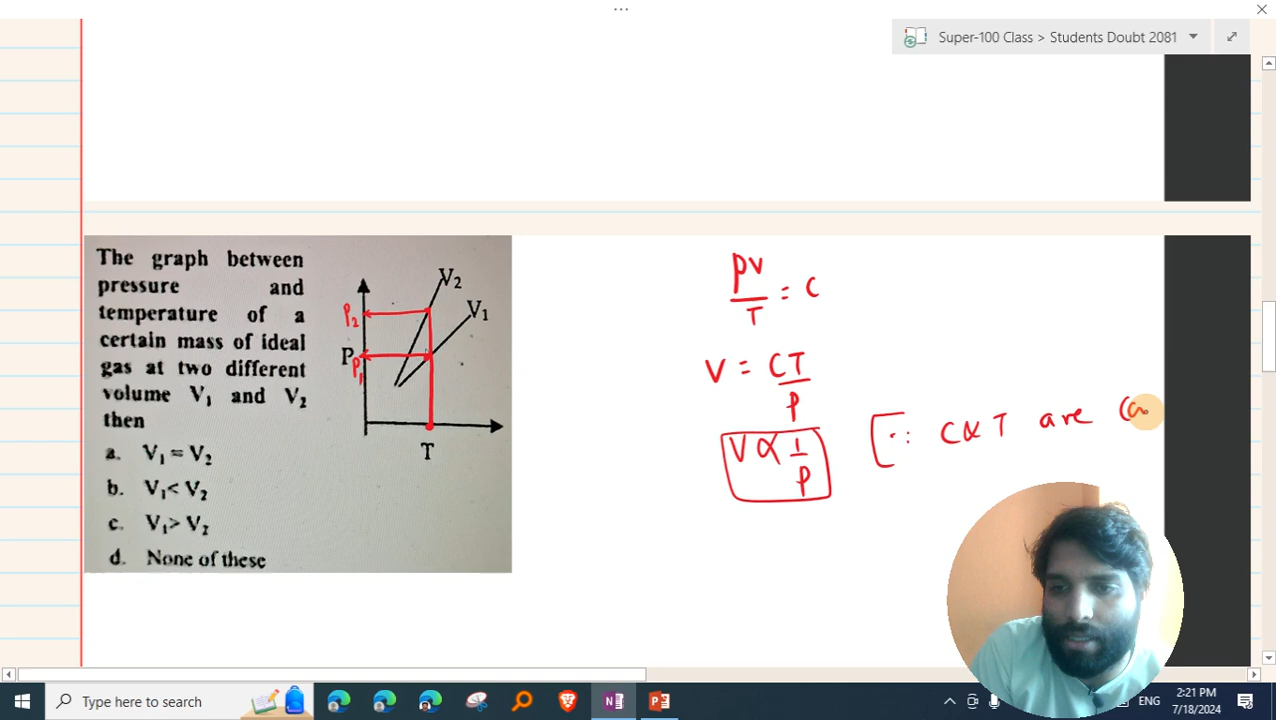 Super-100 Class > Students Doubt 2081
The graph between
pressure and
temperature of a
certain mass of ideal
gas at two different
volume V₁ and V₂
then
a. V₁ = V₂
b. V₁< V₂
c. V₁> V₂
d. None of these
V₂
V₁
P₂
P
P₁
T
PV
T
= C
V = CT
P
V ∝ 1
P
[∵ C & T are
Type here to search
ENG
2:21 PM
7/18/2024